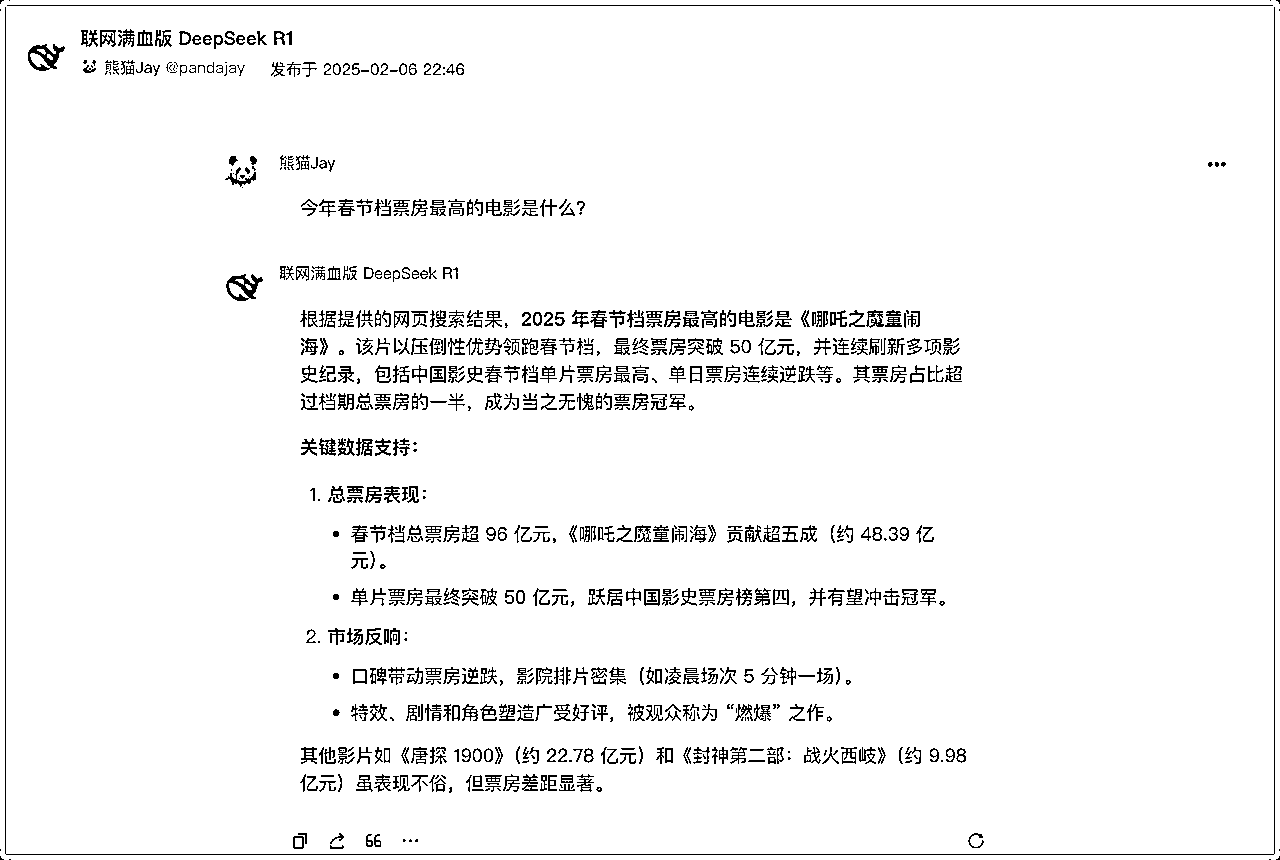 联网满血版 DeepSeek R1
熊猫Jay @pandajay 发布于 2025-02-06 22:46
熊猫Jay
今年春节档票房最高的电影是什么？
联网满血版 DeepSeek R1
根据提供的网页搜索结果，2025 年春节档票房最高的电影是《哪吒之魔童闹
海》。该片以压倒性优势领跑春节档，最终票房突破 50 亿元，并连续刷新多项影
史纪录，包括中国影史春节档单片票房最高、单日票房连续逆跌等。其票房占比超
过档期总票房的一半，成为当之无愧的票房冠军。
关键数据支持：
1. 总票房表现：
• 春节档总票房超 96 亿元，《哪吒之魔童闹海》贡献超五成（约 48.39 亿
元）。
• 单片票房最终突破 50 亿元，跃居中国影史票房榜第四，并有望冲击冠军。
2. 市场反响：
• 口碑带动票房逆跌，影院排片密集（如凌晨场次 5 分钟一场）。
• 特效、剧情和角色塑造广受好评，被观众称为“燃爆”之作。
其他影片如《唐探 1900》（约 22.78 亿元）和《封神第二部：战火西岐》（约 9.98
亿元）虽表现不俗，但票房差距显著。